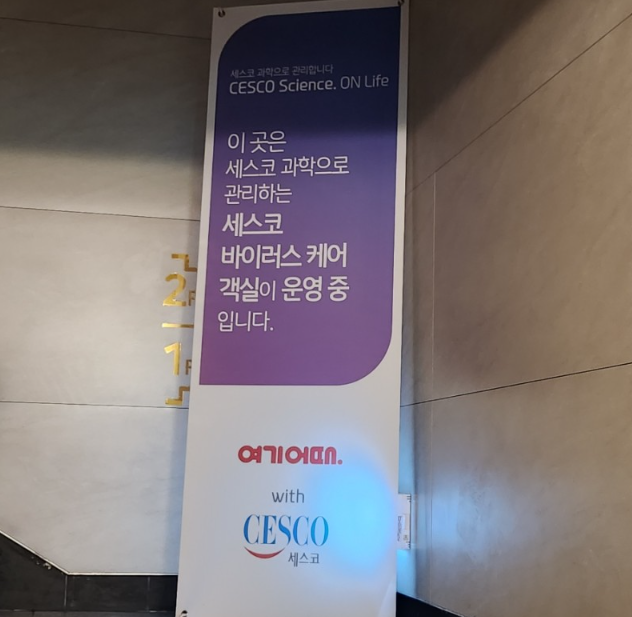 세스코 과학으로 관리합니다
CESCO Science. ON Life
이 곳은
세스코 과학으로
관리하는
세스코
바이러스 케어
객실이 운영 중
입니다.
여기어때.
with
CESCO
세스코
2F
1F